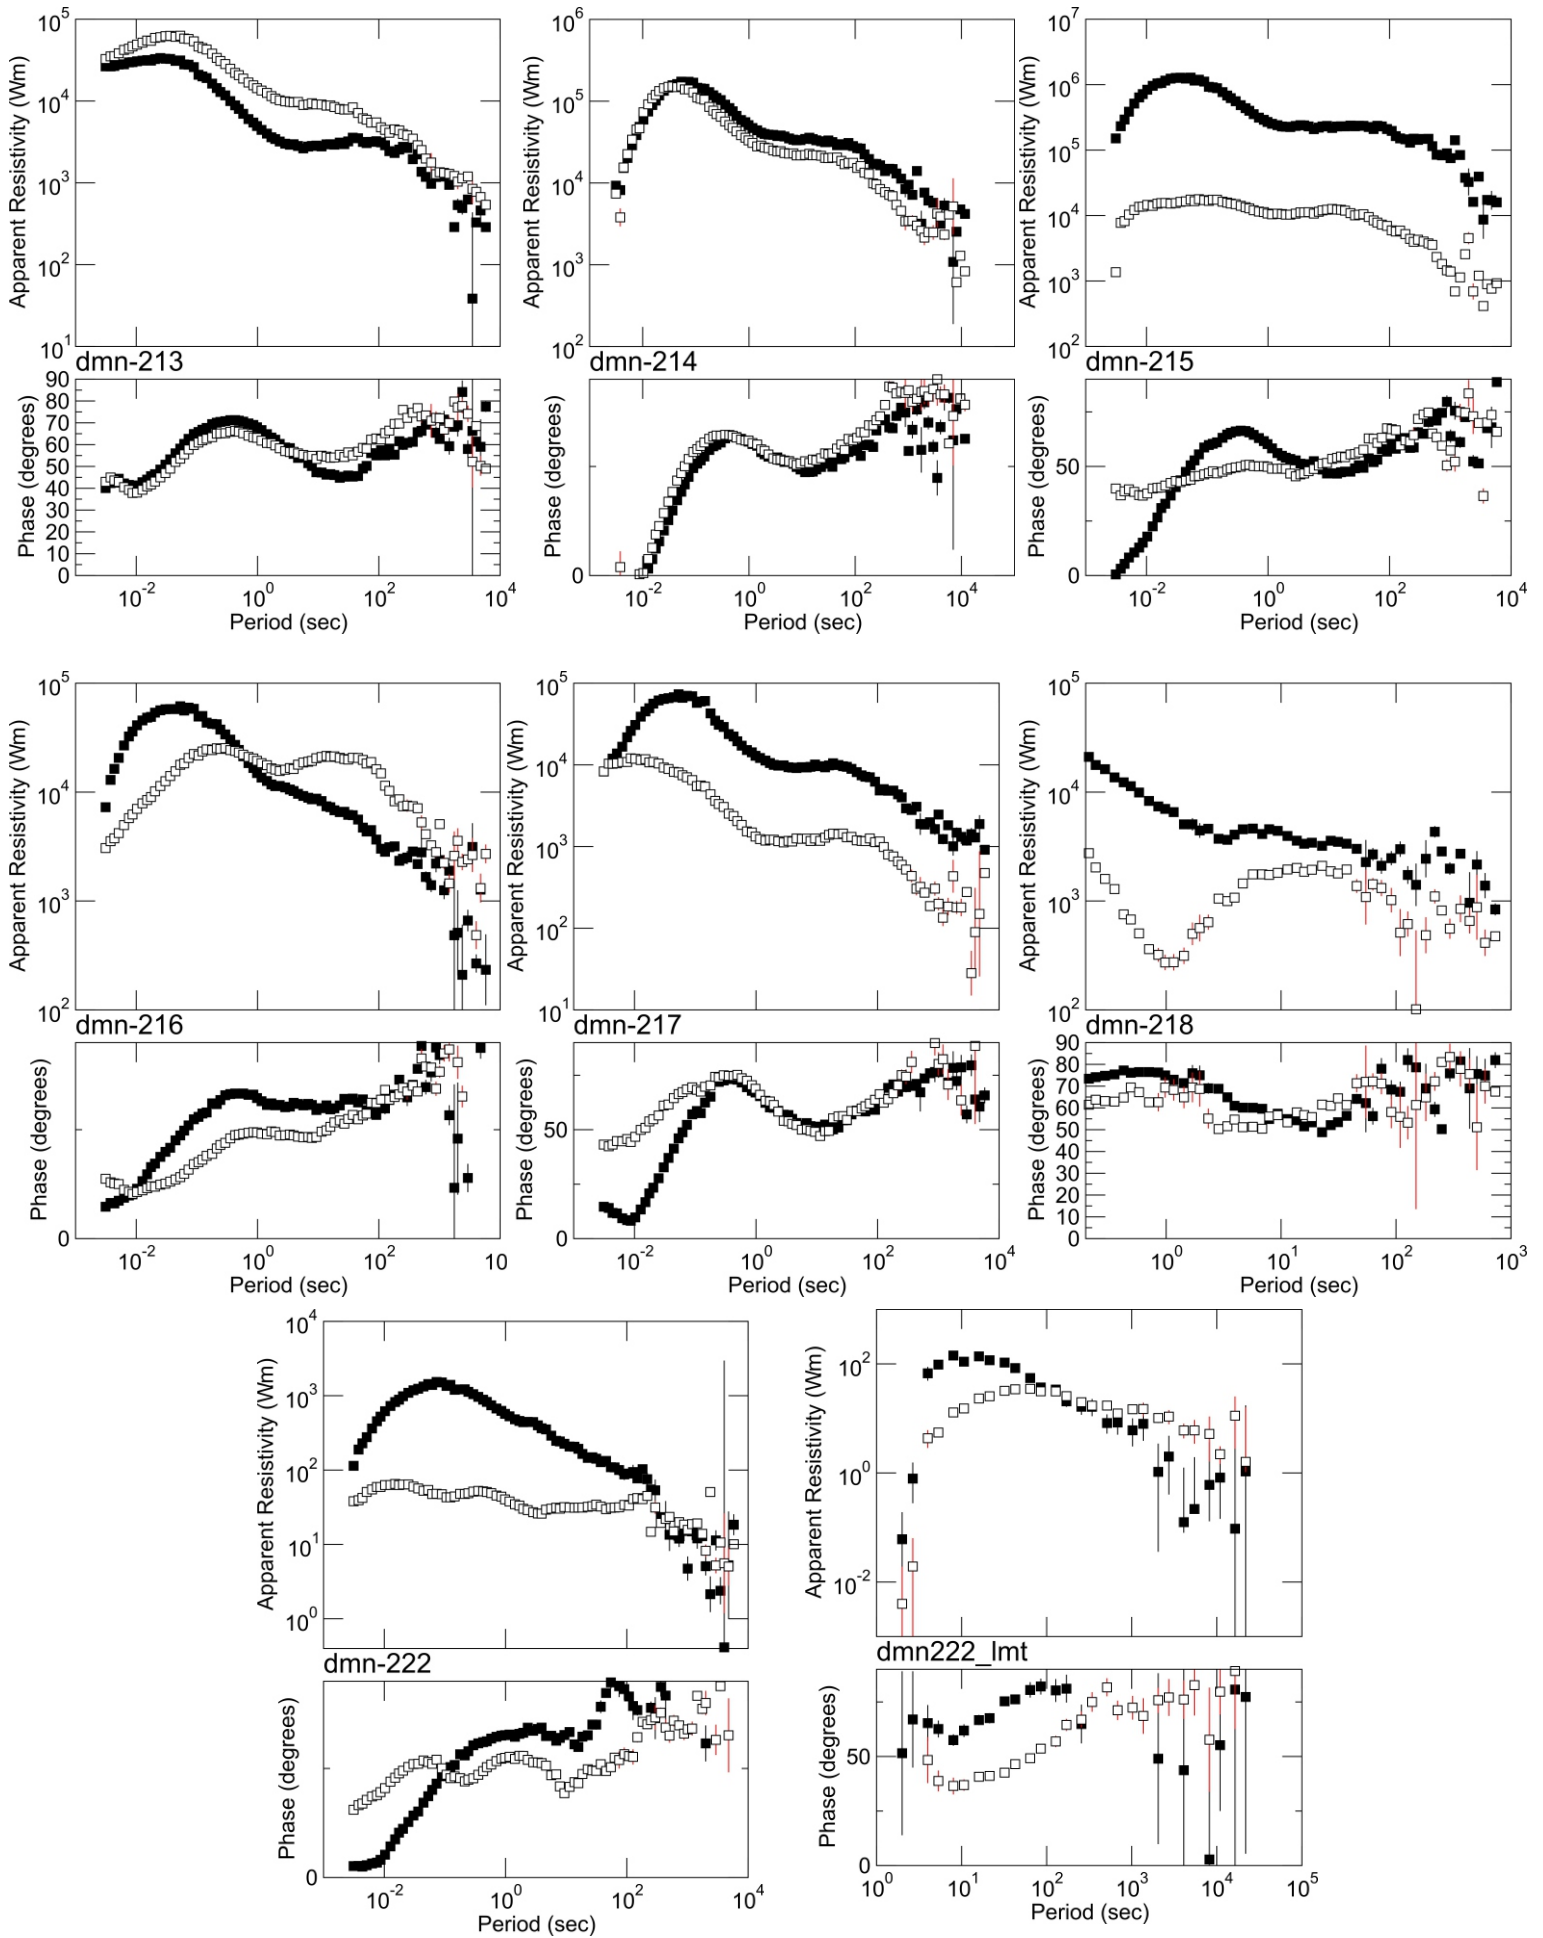 10^5
10^4
10^3
10^2
10^1
Apparent Resistivity (Wm)
dmn-213
90
80
70
60
50
40
30
20
10
0
Phase (degrees)
10^-2 10^0 10^2 10^4
Period (sec)
10^6
10^5
10^4
10^3
10^2
Apparent Resistivity (Wm)
dmn-214
0
Phase (degrees)
10^-2 10^0 10^2 10^4
Period (sec)
10^7
10^6
10^5
10^4
10^3
10^2
Apparent Resistivity (Wm)
dmn-215
50
0
Phase (degrees)
10^-2 10^0 10^2 10^4
Period (sec)
10^5
10^4
10^3
10^2
Apparent Resistivity (Wm)
dmn-216
0
Phase (degrees)
10^-2 10^0 10^2 10
Period (sec)
10^5
10^4
10^3
10^2
10^1
Apparent Resistivity (Wm)
dmn-217
50
0
Phase (degrees)
10^-2 10^0 10^2 10^4
Period (sec)
10^5
10^4
10^3
10^2
Apparent Resistivity (Wm)
dmn-218
90
80
70
60
50
40
30
20
10
0
Phase (degrees)
10^0 10^1 10^2 10^3
Period (sec)
10^4
10^3
10^2
10^1
10^0
Apparent Resistivity (Wm)
dmn-222
0
Phase (degrees)
10^-2 10^0 10^2 10^4
Period (sec)
10^2
10^0
10^-2
Apparent Resistivity (Wm)
dmn222_lmt
50
0
Phase (degrees)
10^0 10^1 10^2 10^3 10^4 10^5
Period (sec)